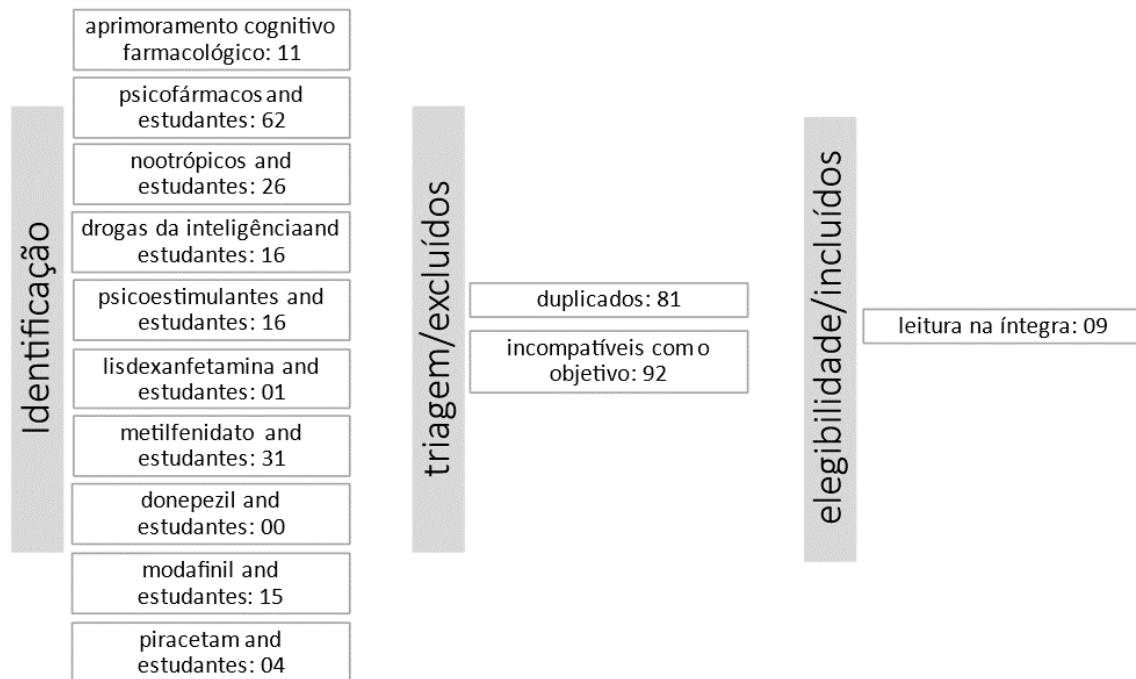 Identificação
aprimoramento cognitivo
farmacológico: 11
psicofármacos and
estudantes: 62
nootrópicos and
estudantes: 26
drogas da inteligênciaand
estudantes: 16
psicoestimulantes and
estudantes: 16
lisdexanfetamina and
estudantes: 01
metilfenidato and
estudantes: 31
donepezil and
estudantes: 00
modafinil and
estudantes: 15
piracetam and
estudantes: 04
triagem/excluídos
duplicados: 81
incompatíveis com o
objetivo: 92
elegibilidade/incluídos
leitura na íntegra: 09